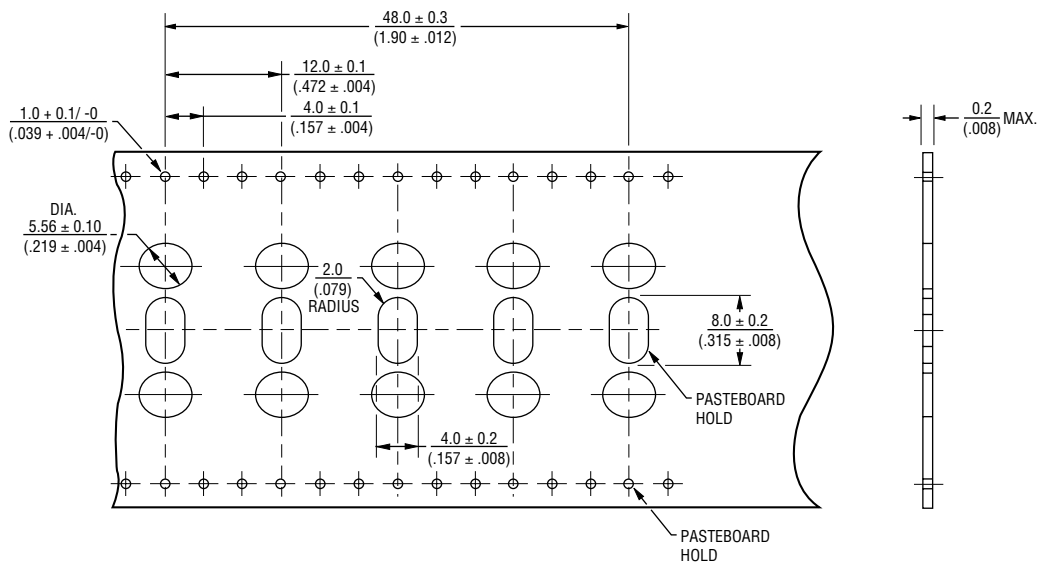 48.0 ± 0.3
(1.90 ± .012)
12.0 ± 0.1
(.472 ± .004)
4.0 ± 0.1
(.157 ± .004)
1.0 + 0.1/ -0
(.039 + .004/-0)
0.2
(.008)
MAX.
DIA.
5.56 ± 0.10
(.219 ± .004)
2.0
(.079)
RADIUS
8.0 ± 0.2
(.315 ± .008)
PASTEBOARD
HOLD
4.0 ± 0.2
(.157 ± .008)
PASTEBOARD
HOLD